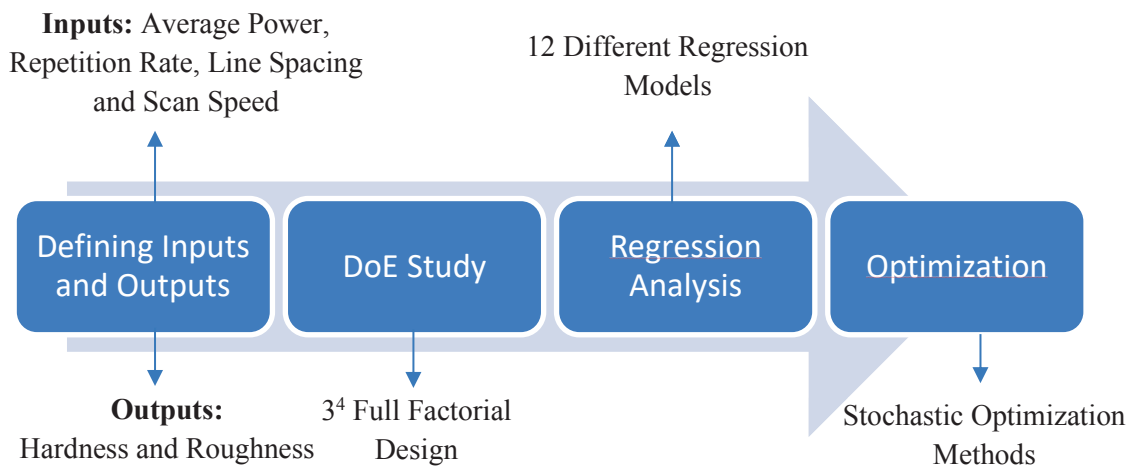 Inputs: Average Power,
Repetition Rate, Line Spacing
and Scan Speed
12 Different Regression
Models
Defining Inputs
and Outputs
DoE Study
Regression
Analysis
Optimization
Outputs:
Hardness and Roughness
3⁴ Full Factorial
Design
Stochastic Optimization
Methods